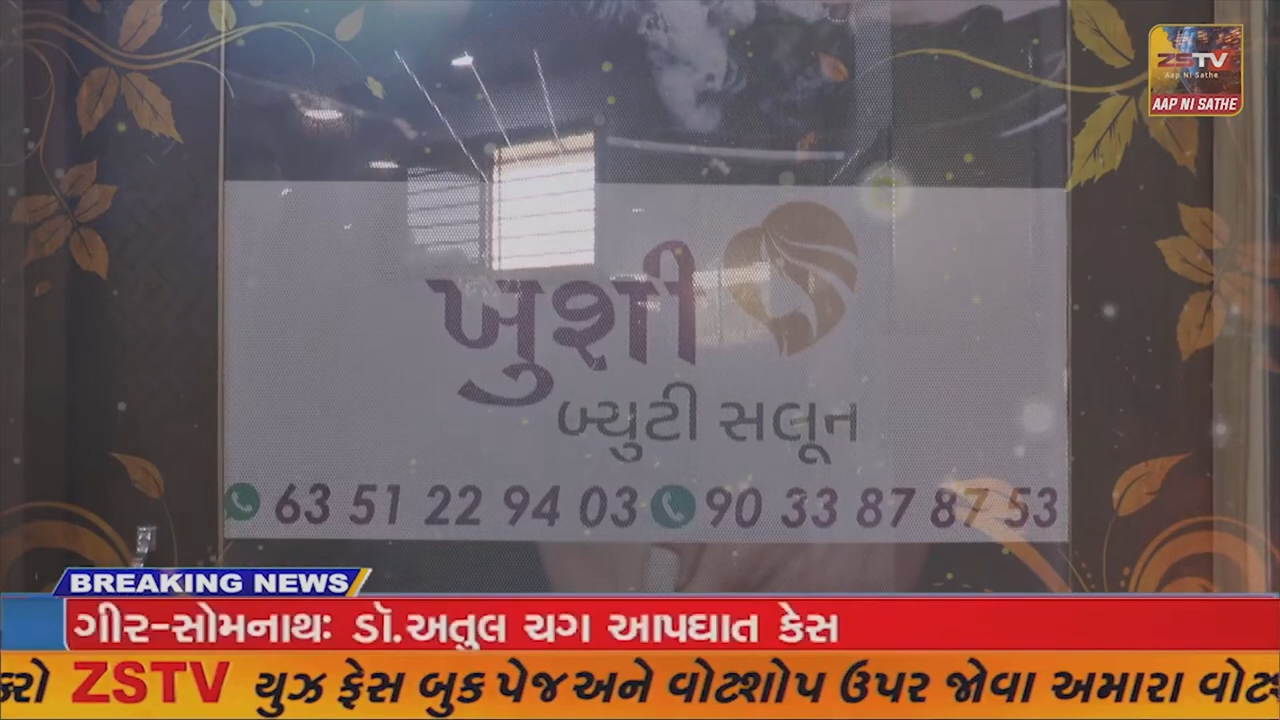 ZSTV
Aap Ni Sathe
AAP NI SATHE
ખુશી
બ્યુટી સલૂન
63 51 22 94 03 90 33 87 87 53
BREAKING NEWS
ગીર-સોમનાથઃ ડૉ.અતુલ ચગ આપઘાત કેસ
ZSTV ચુઝ ફેસ બુક પેજ અને વોટશોપ ઉપર જોવા અમારા